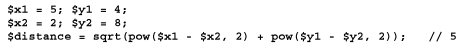 $x1 = 5; $y1 = 4;
$x2 = 2; $y2 = 8;
$distance = sqrt(pow($x1 - $x2, 2) + pow($y1 - $y2, 2));   // 5